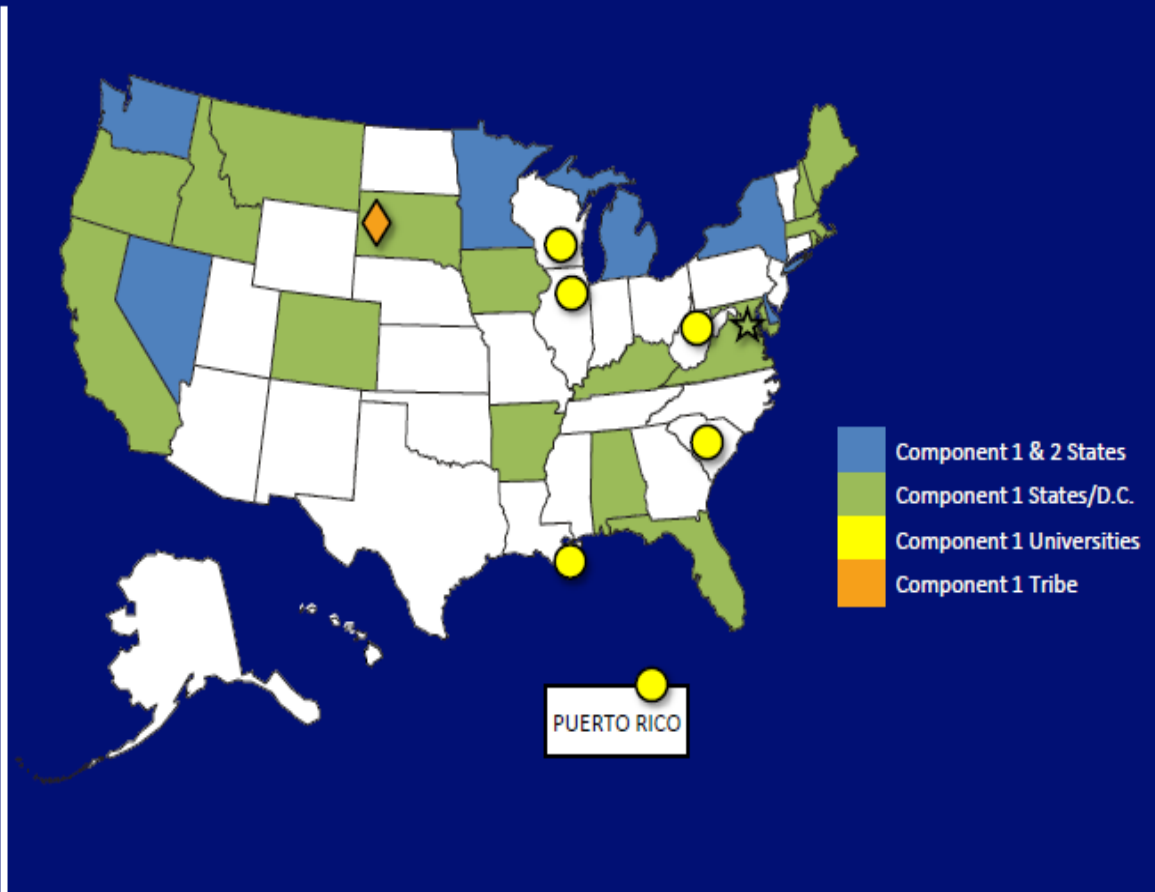 Component 1 & 2 States
Component 1 States/D.C.
Component 1 Universities
Component 1 Tribe
PUERTO RICO